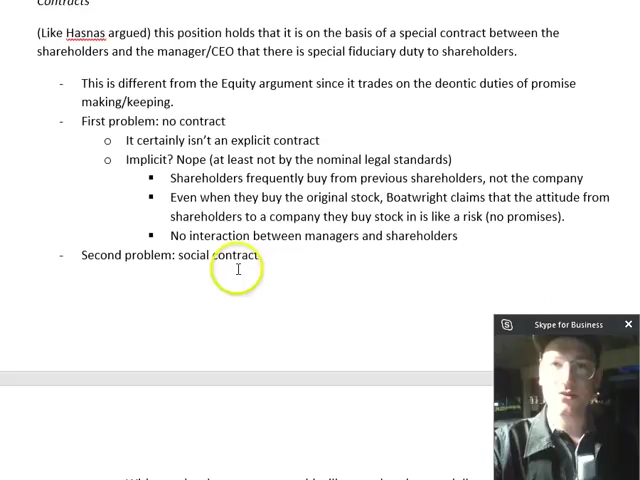 Contracts
(Like Hasnas argued) this position holds that it is on the basis of a special contract between the
shareholders and the manager/CEO that there is special fiduciary duty to shareholders.
- This is different from the Equity argument since it trades on the deontic duties of promise
making/keeping.
- First problem: no contract
o It certainly isn't an explicit contract
o Implicit? Nope (at least not by the nominal legal standards)
▪ Shareholders frequently buy from previous shareholders, not the company
▪ Even when they buy the original stock, Boatwright claims that the attitude from
shareholders to a company they buy stock in is like a risk (no promises).
▪ No interaction between managers and shareholders
- Second problem: social contract
Skype for Business